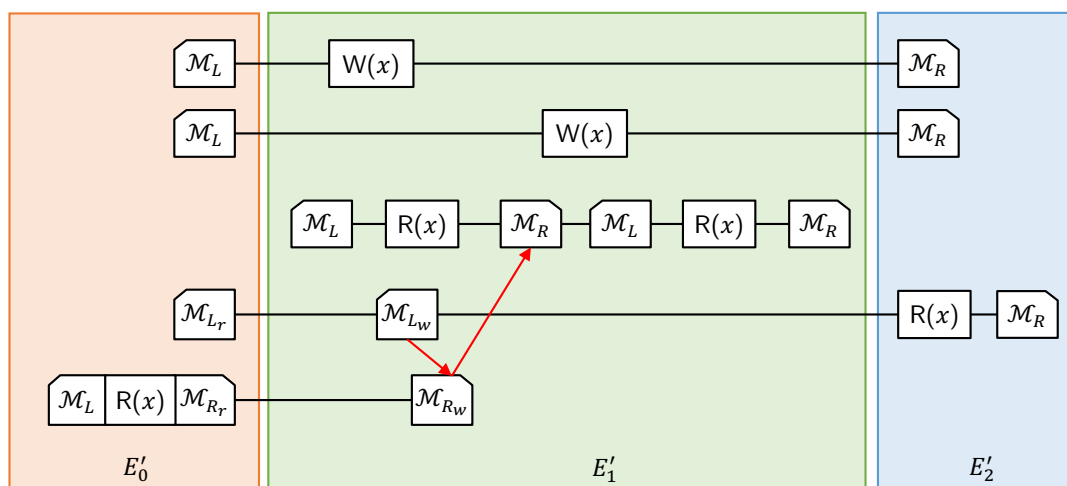 ℳ_L W(x) ℳ_R
ℳ_L W(x) ℳ_R
ℳ_L R(x) ℳ_R ℳ_L R(x) ℳ_R
ℳ_{L_r} ℳ_{L_w} R(x) ℳ_R
ℳ_L R(x) ℳ_{R_r} ℳ_{R_w}
E′_0 E′_1 E′_2